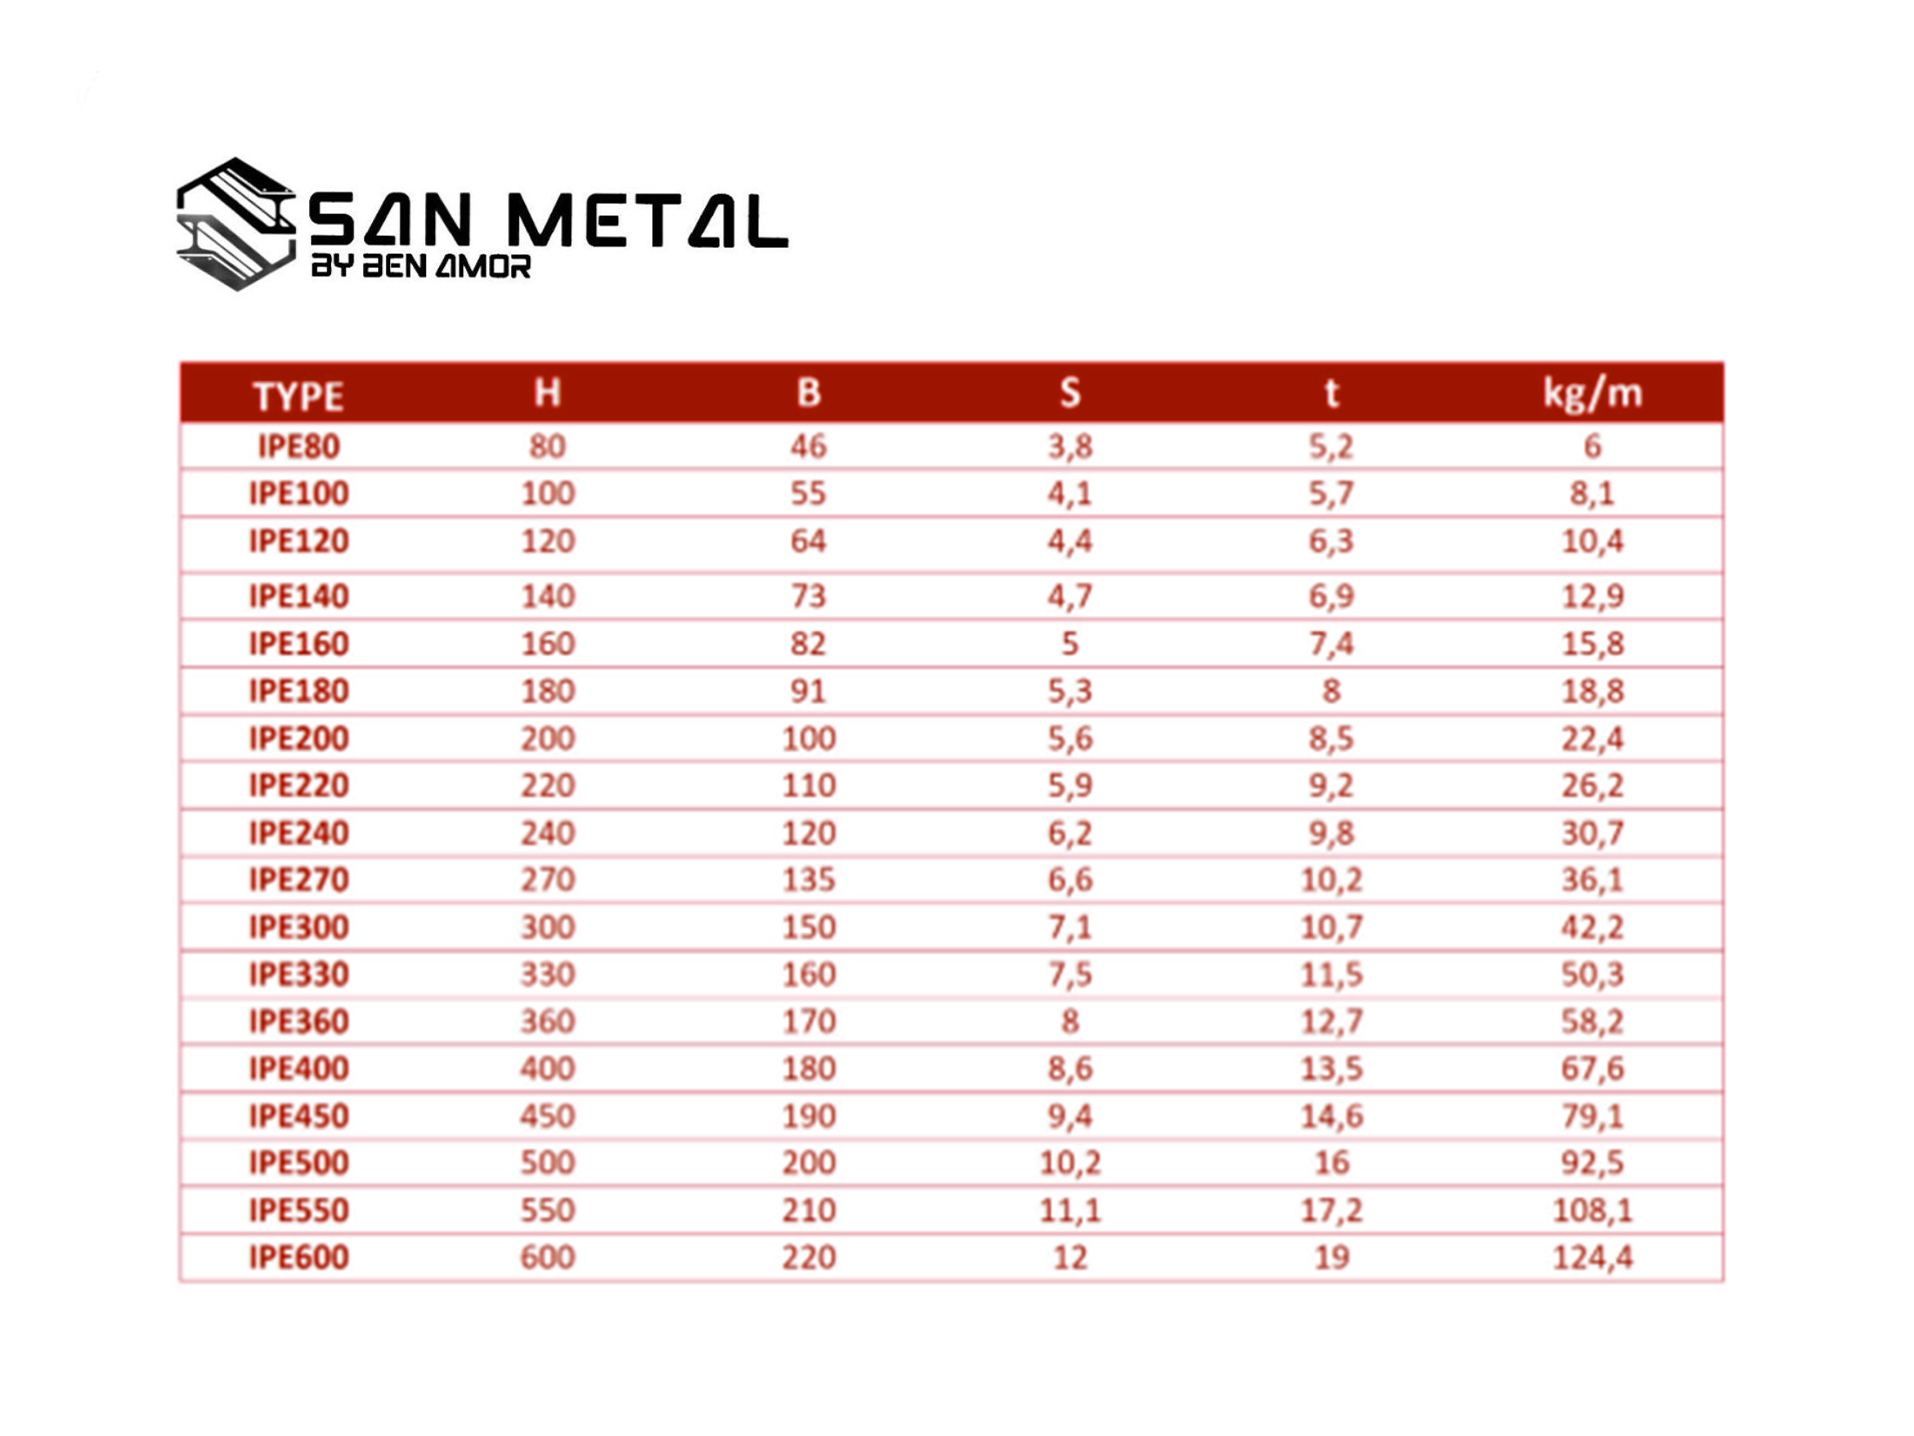 SAN METAL
BY BEN AMOR
TYPE H B S t kg/m
IPE80 80 46 3,8 5,2 6
IPE100 100 55 4,1 5,7 8,1
IPE120 120 64 4,4 6,3 10,4
IPE140 140 73 4,7 6,9 12,9
IPE160 160 82 5 7,4 15,8
IPE180 180 91 5,3 8 18,8
IPE200 200 100 5,6 8,5 22,4
IPE220 220 110 5,9 9,2 26,2
IPE240 240 120 6,2 9,8 30,7
IPE270 270 135 6,6 10,2 36,1
IPE300 300 150 7,1 10,7 42,2
IPE330 330 160 7,5 11,5 50,3
IPE360 360 170 8 12,7 58,2
IPE400 400 180 8,6 13,5 67,6
IPE450 450 190 9,4 14,6 79,1
IPE500 500 200 10,2 16 92,5
IPE550 550 210 11,1 17,2 108,1
IPE600 600 220 12 19 124,4